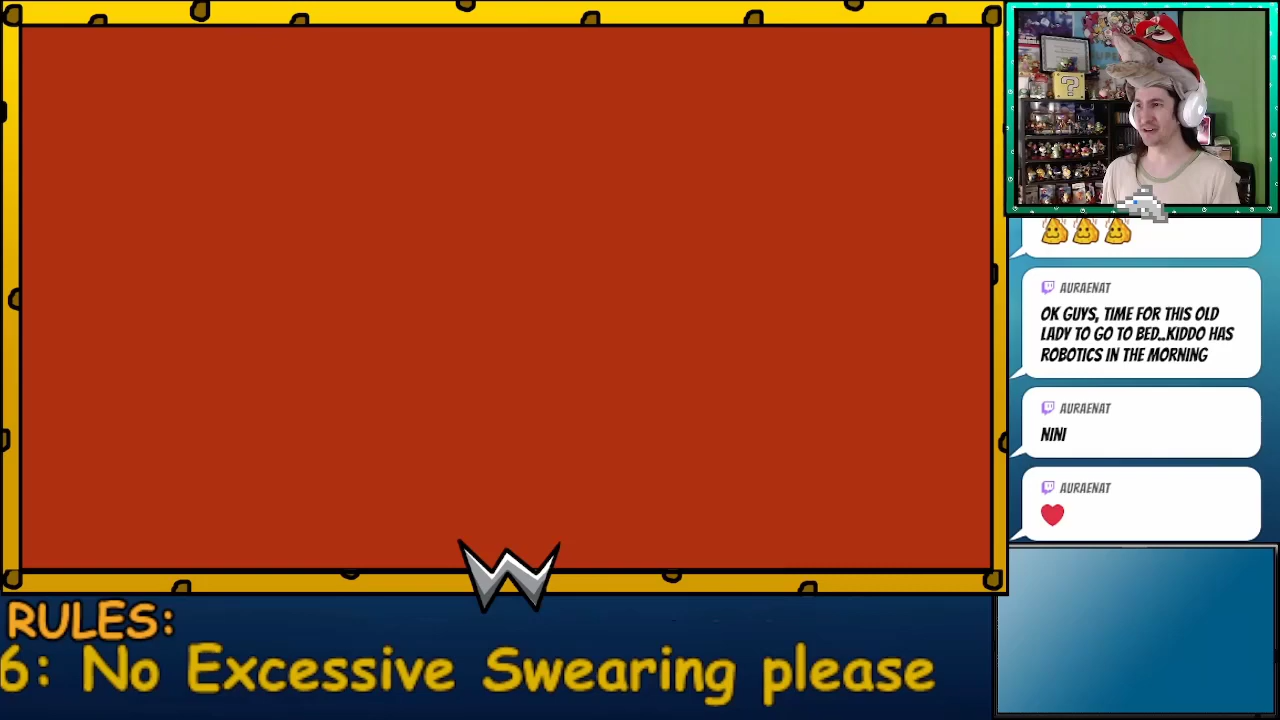 AURAENAT
OK GUYS, TIME FOR THIS OLD
LADY TO GO TO BED..KIDDO HAS
ROBOTICS IN THE MORNING
AURAENAT
NINI
AURAENAT
W
RULES:
6: No Excessive Swearing please